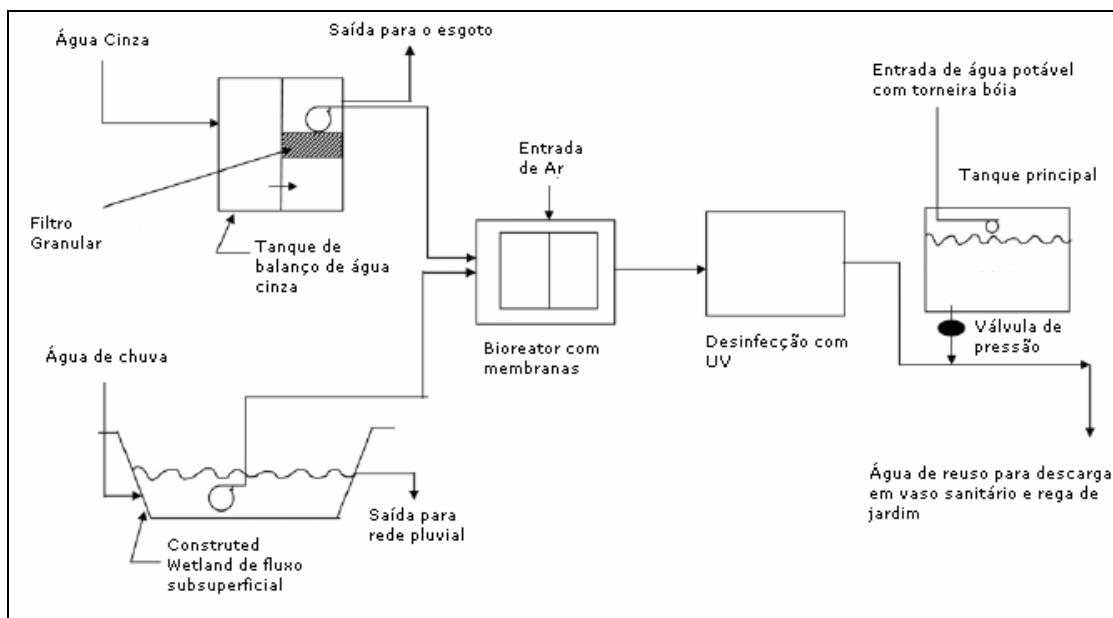 Água Cinza
Saída para o esgoto
Filtro
Granular
Tanque de
balanço de água
cinza
Entrada
de Ar
Bioreator com
membranas
Desinfecção com
UV
Entrada de água potável
com torneira bóia
Tanque principal
Válvula de
pressão
Água de chuva
Saída para
rede pluvial
Construted
Wetland de fluxo
subsuperficial
Água de reuso para descarga
em vaso sanitário e rega de
jardim